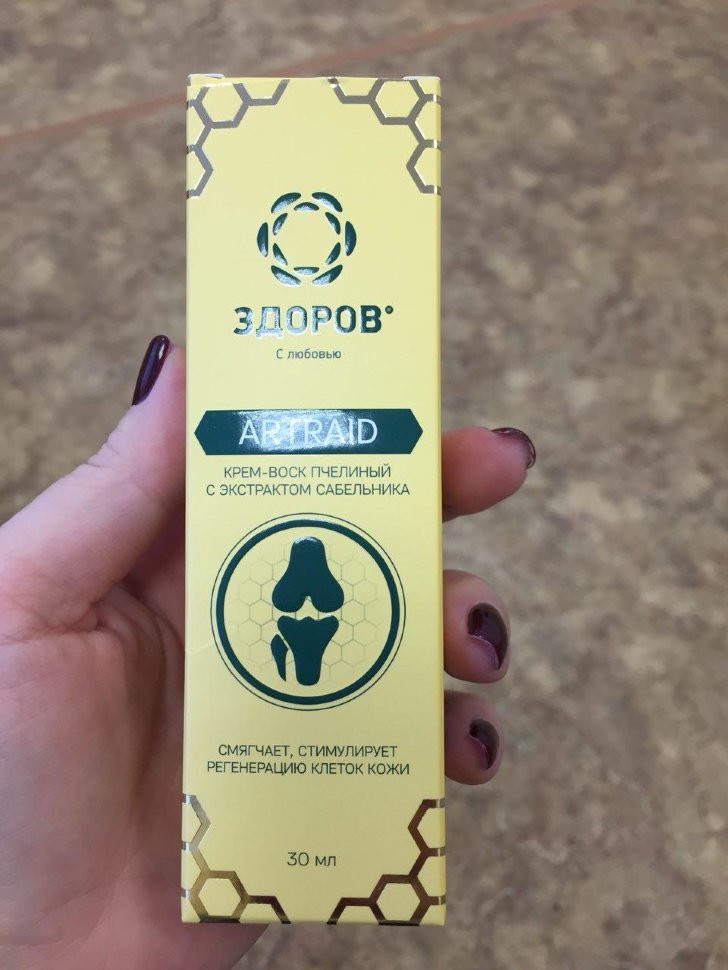 ЗДОРОВ®
С любовью
ARTRAID
КРЕМ-ВОСК ПЧЕЛИНЫЙ
С ЭКСТРАКТОМ САБЕЛЬНИКА
СМЯГЧАЕТ, СТИМУЛИРУЕТ
РЕГЕНЕРАЦИЮ КЛЕТОК КОЖИ
30 мл